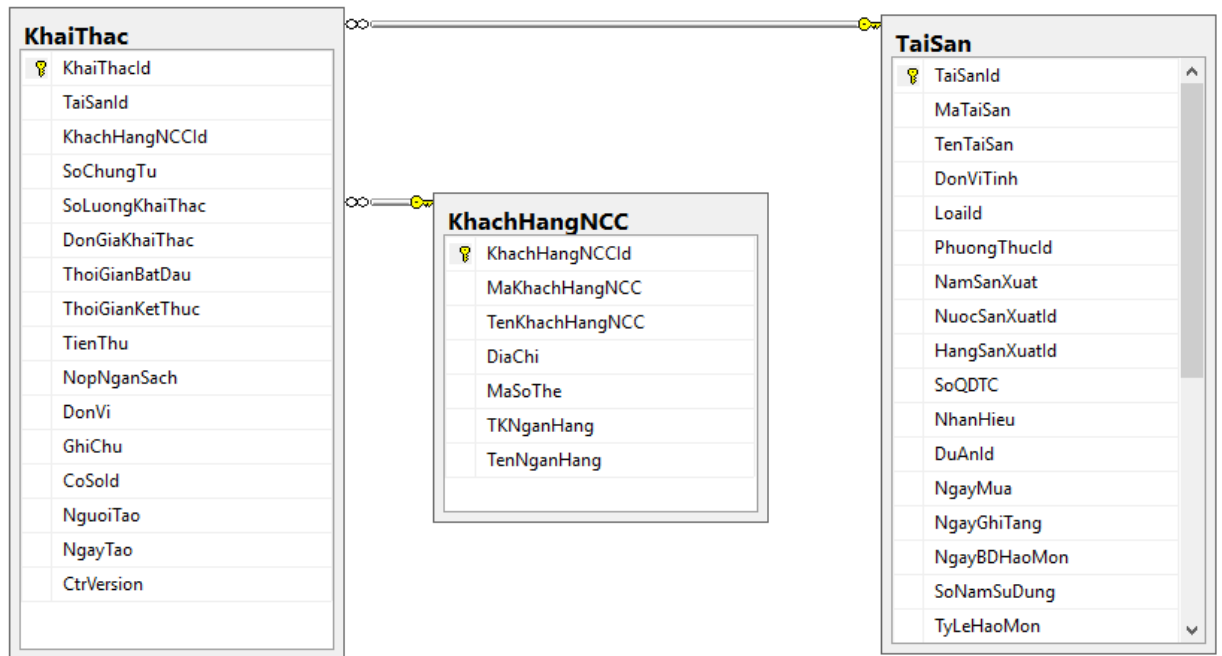 KhaiThac
KhaiThacId
TaiSanId
KhachHangNCCId
SoChungTu
SoLuongKhaiThac
DonGiaKhaiThac
ThoiGianBatDau
ThoiGianKetThuc
TienThu
NopNganSach
DonVi
GhiChu
CoSoId
NguoiTao
NgayTao
CtrVersion
KhachHangNCC
KhachHangNCCId
MaKhachHangNCC
TenKhachHangNCC
DiaChi
MaSoThe
TKNganHang
TenNganHang
TaiSan
TaiSanId
MaTaiSan
TenTaiSan
DonViTinh
LoaiId
PhuongThucId
NamSanXuat
NuocSanXuatId
HangSanXuatId
SoQDTC
NhanHieu
DuAnId
NgayMua
NgayGhiTang
NgayBDHaoMon
SoNamSuDung
TyLeHaoMon